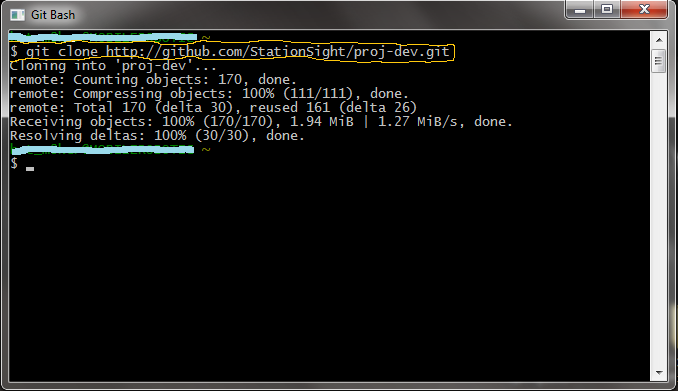 Git Bash
~
$ git clone http://github.com/StationSight/proj-dev.git
Cloning into 'proj-dev'...
remote: Counting objects: 170, done.
remote: Compressing objects: 100% (111/111), done.
remote: Total 170 (delta 30), reused 161 (delta 26)
Receiving objects: 100% (170/170), 1.94 MiB | 1.27 MiB/s, done.
Resolving deltas: 100% (30/30), done.
~
$